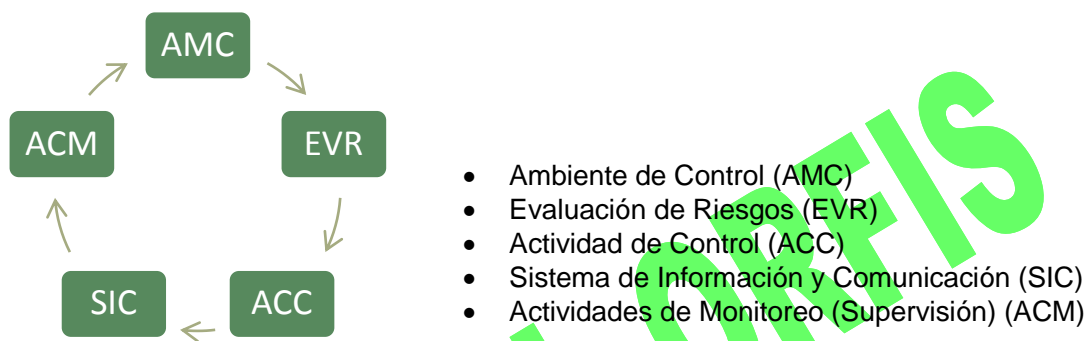 AMC
ACM
EVR
SIC
ACC
• Ambiente de Control (AMC)
• Evaluación de Riesgos (EVR)
• Actividad de Control (ACC)
• Sistema de Información y Comunicación (SIC)
• Actividades de Monitoreo (Supervisión) (ACM)
ORFIS